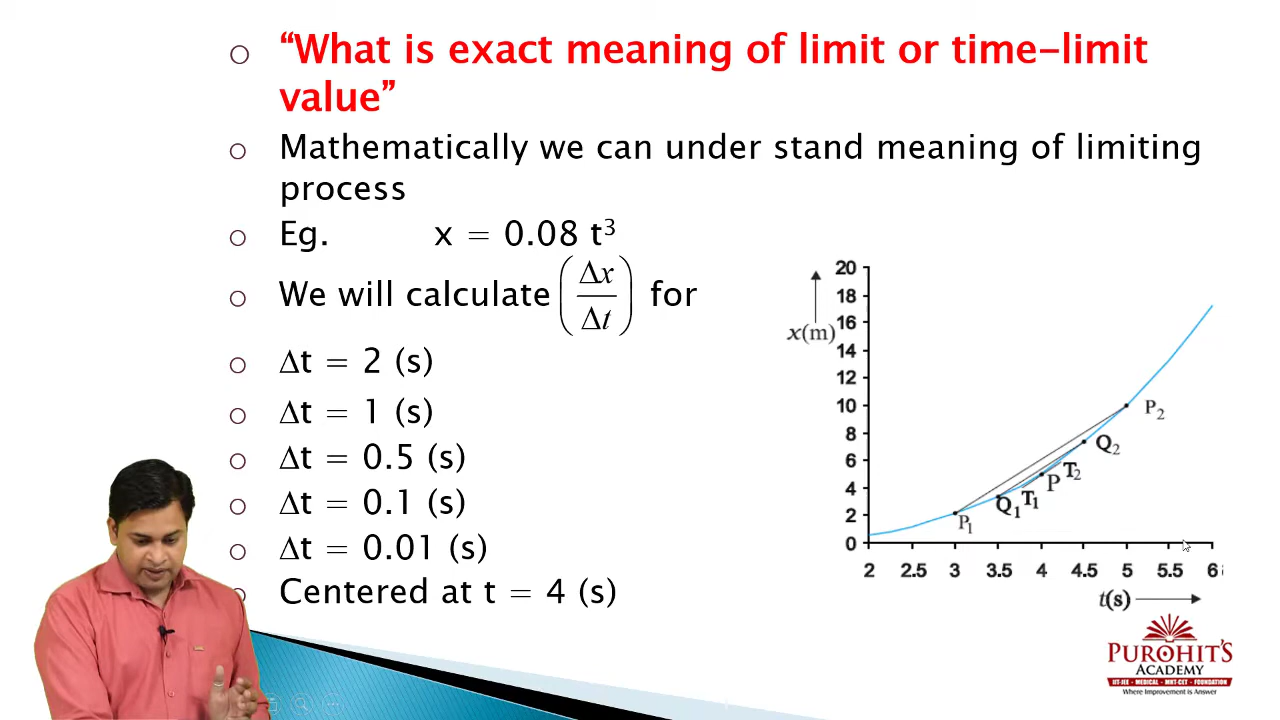 “What is exact meaning of limit or time-limit
value”
Mathematically we can under stand meaning of limiting
process
Eg. x = 0.08 t³
We will calculate (Δx/Δt) for
Δt = 2 (s)
Δt = 1 (s)
Δt = 0.5 (s)
Δt = 0.1 (s)
Δt = 0.01 (s)
Centered at t = 4 (s)
20
18
x(m) 16
14
12
10 P₂
8 Q₂
6 T₂
4 P
Q₁ T₁
2 P₁
0
2 2.5 3 3.5 4 4.5 5 5.5 6
t(s)
PUROHIT'S
ACADEMY
IIT-JEE - MEDICAL - MHT-CET - FOUNDATION
Where Improvement is Answer